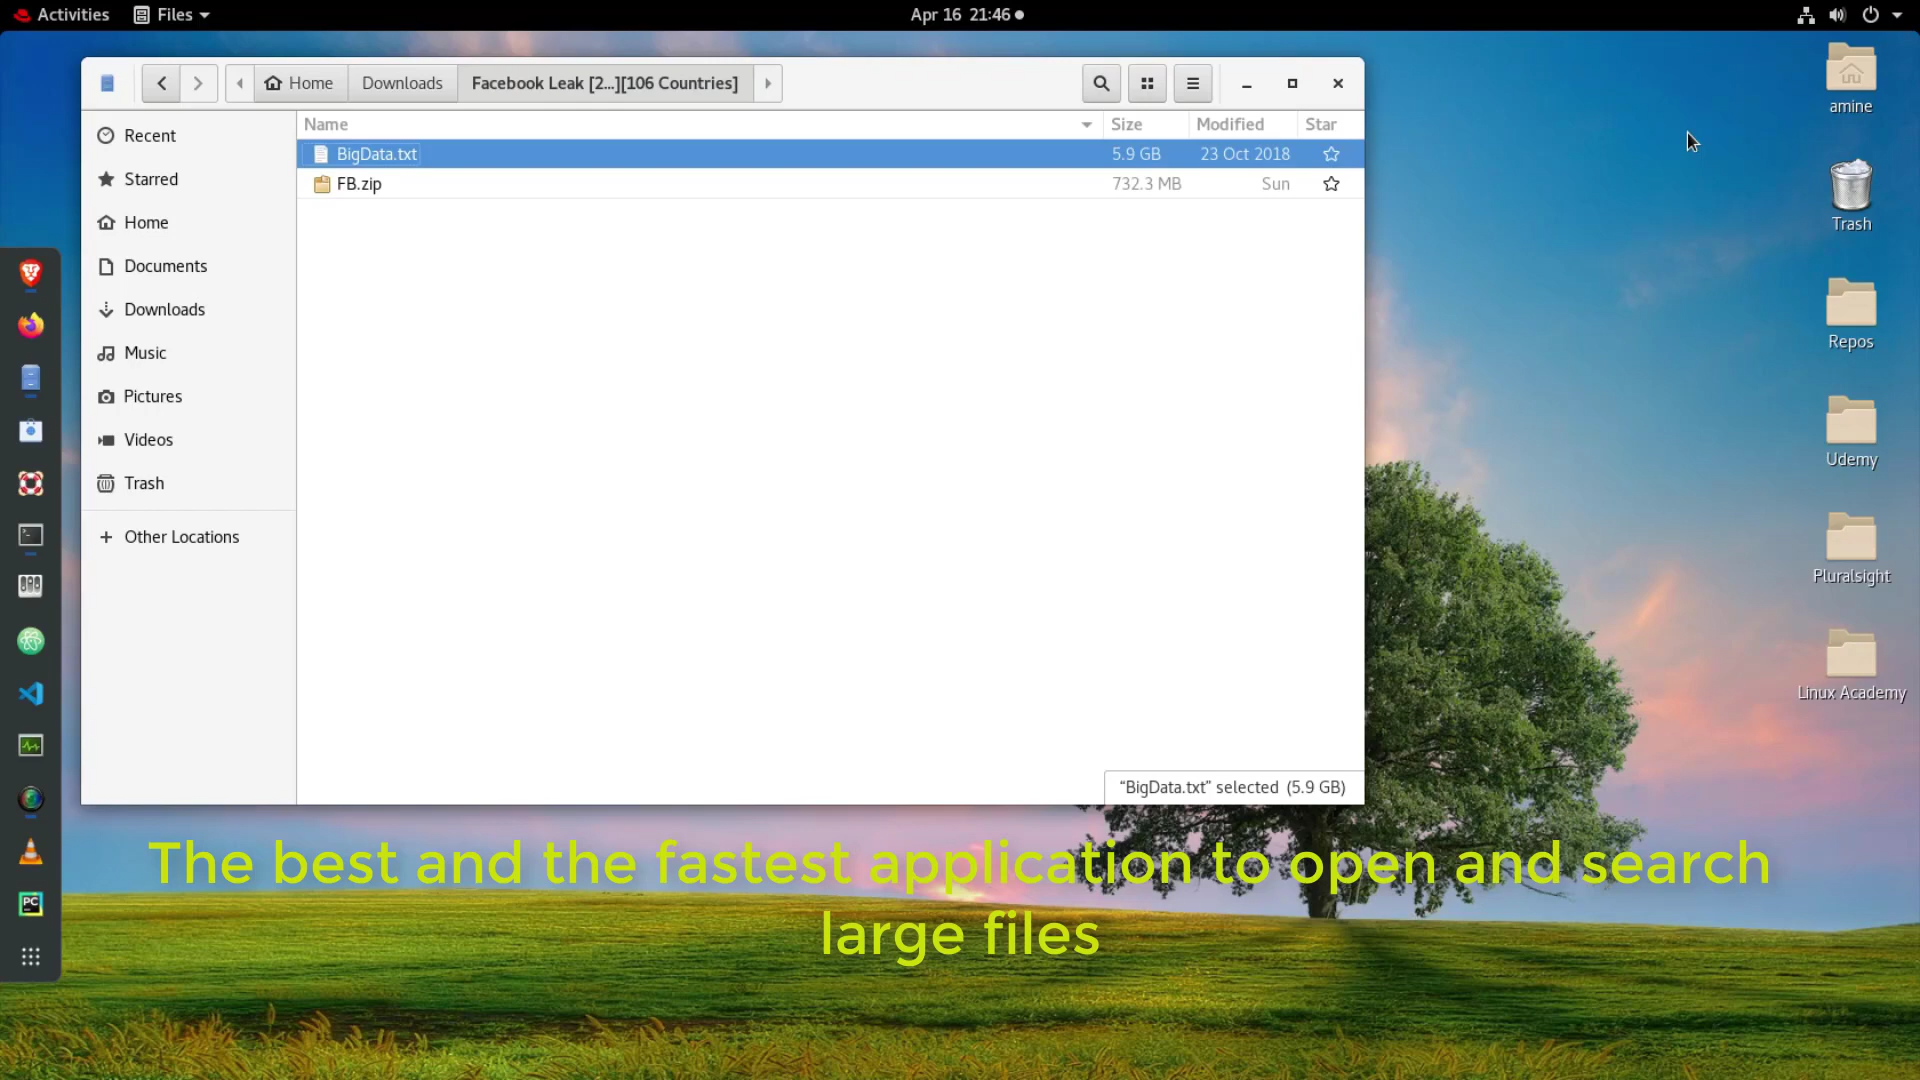 Activities Files Apr 16 21:46
Home Downloads Facebook Leak [2...][106 Countries]
Name Size Modified Star
BigData.txt 5.9 GB 23 Oct 2018
FB.zip 732.3 MB Sun
Recent
Starred
Home
Documents
Downloads
Music
Pictures
Videos
Trash
Other Locations
"BigData.txt" selected (5.9 GB)
amine
Trash
Repos
Udemy
Pluralsight
Linux Academy
PC
The best and the fastest application to open and search
large files